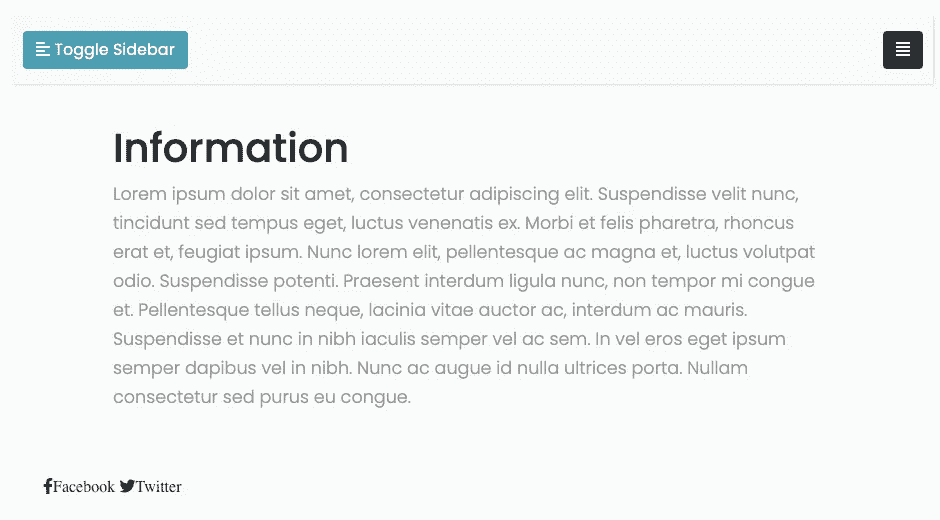 Toggle Sidebar
Information
Lorem ipsum dolor sit amet, consectetur adipiscing elit. Suspendisse velit nunc,
tincidunt sed tempus eget, luctus venenatis ex. Morbi et felis pharetra, rhoncus
erat et, feugiat ipsum. Nunc lorem elit, pellentesque ac magna et, luctus volutpat
odio. Suspendisse potenti. Praesent interdum ligula nunc, non tempor mi congue
et. Pellentesque tellus neque, lacinia vitae auctor ac, interdum ac mauris.
Suspendisse et nunc in nibh iaculis semper vel ac sem. In vel eros eget ipsum
semper dapibus vel in nibh. Nunc ac augue id nulla ultrices porta. Nullam
consectetur sed purus eu congue.
Facebook Twitter